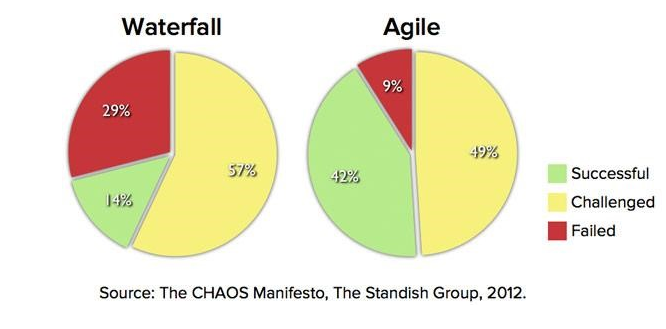 Waterfall
Agile
29%
57%
14%
9%
49%
42%
Successful
Challenged
Failed
Source: The CHAOS Manifesto, The Standish Group, 2012.